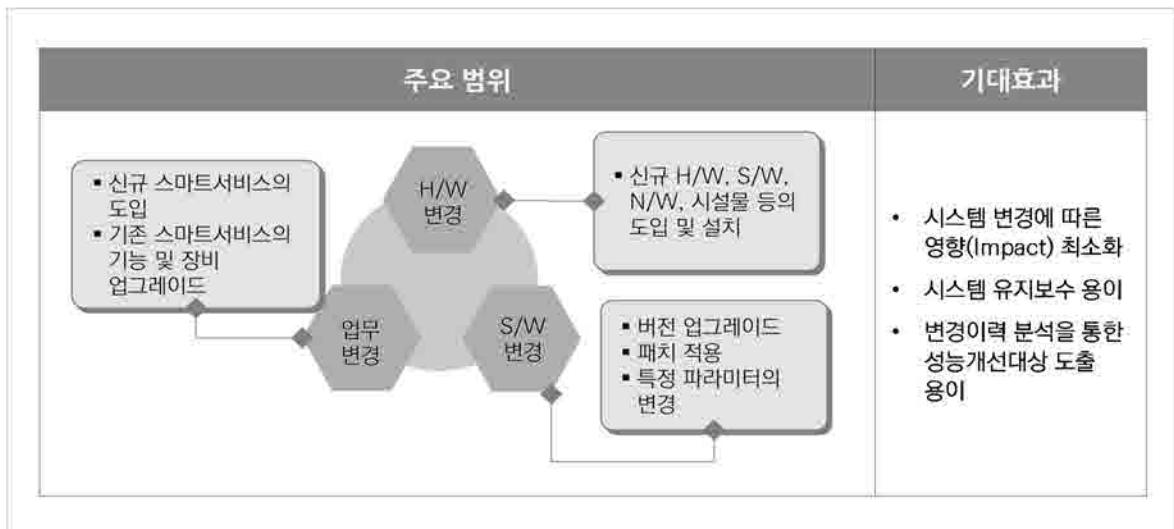 주요 범위
기대효과
▪ 신규 스마트서비스의
도입
▪ 기존 스마트서비스의
기능 및 장비
업그레이드
H/W
변경
▪ 신규 H/W, S/W,
N/W, 시설물 등의
도입 및 설치
업무
변경
S/W
변경
▪ 버전 업그레이드
▪ 패치 적용
▪ 특정 파라미터의
변경
• 시스템 변경에 따른
영향(Impact) 최소화
• 시스템 유지보수 용이
• 변경이력 분석을 통한
성능개선대상 도출
용이